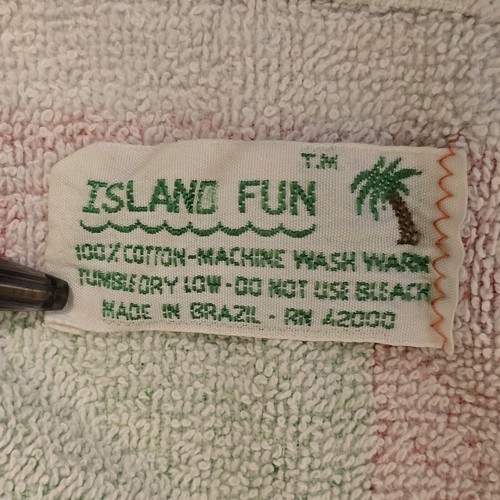 T.M
ISLAND FUN
100% COTTON-MACHINE WASH WARM
TUMBLE DRY LOW-DO NOT USE BLEACH
MADE IN BRAZIL - RN 42000